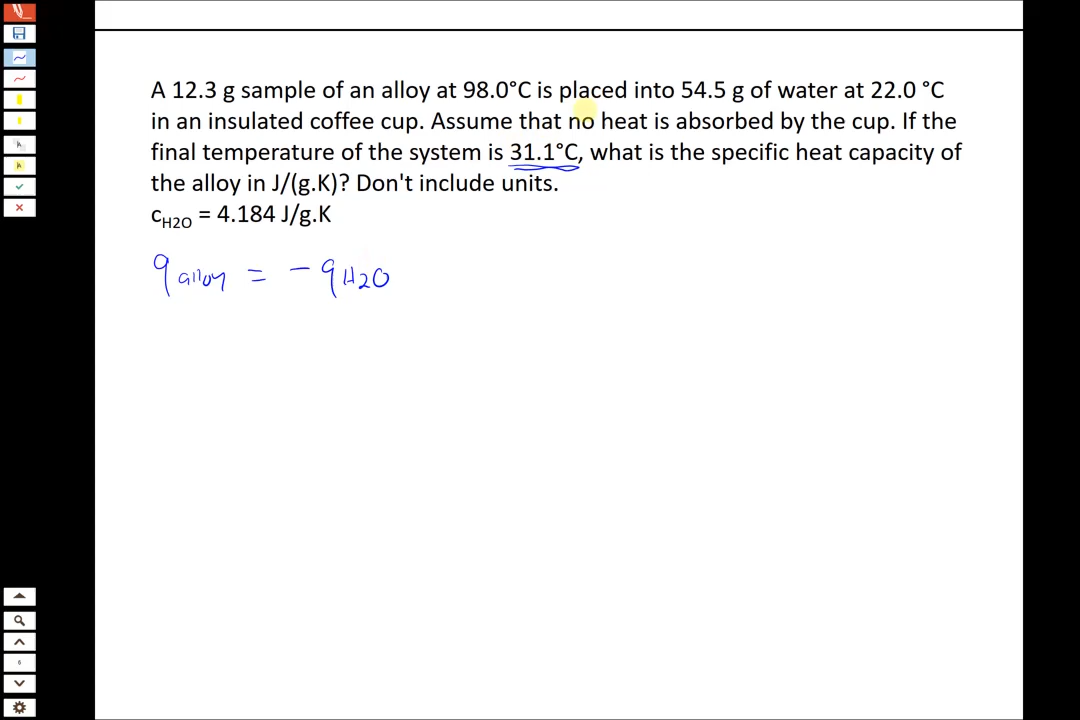 A 12.3 g sample of an alloy at 98.0°C is placed into 54.5 g of water at 22.0 °C
in an insulated coffee cup. Assume that no heat is absorbed by the cup. If the
final temperature of the system is 31.1°C, what is the specific heat capacity of
the alloy in J/(g.K)? Don't include units.
cH2O = 4.184 J/g.K
q alloy = - q H2O
6